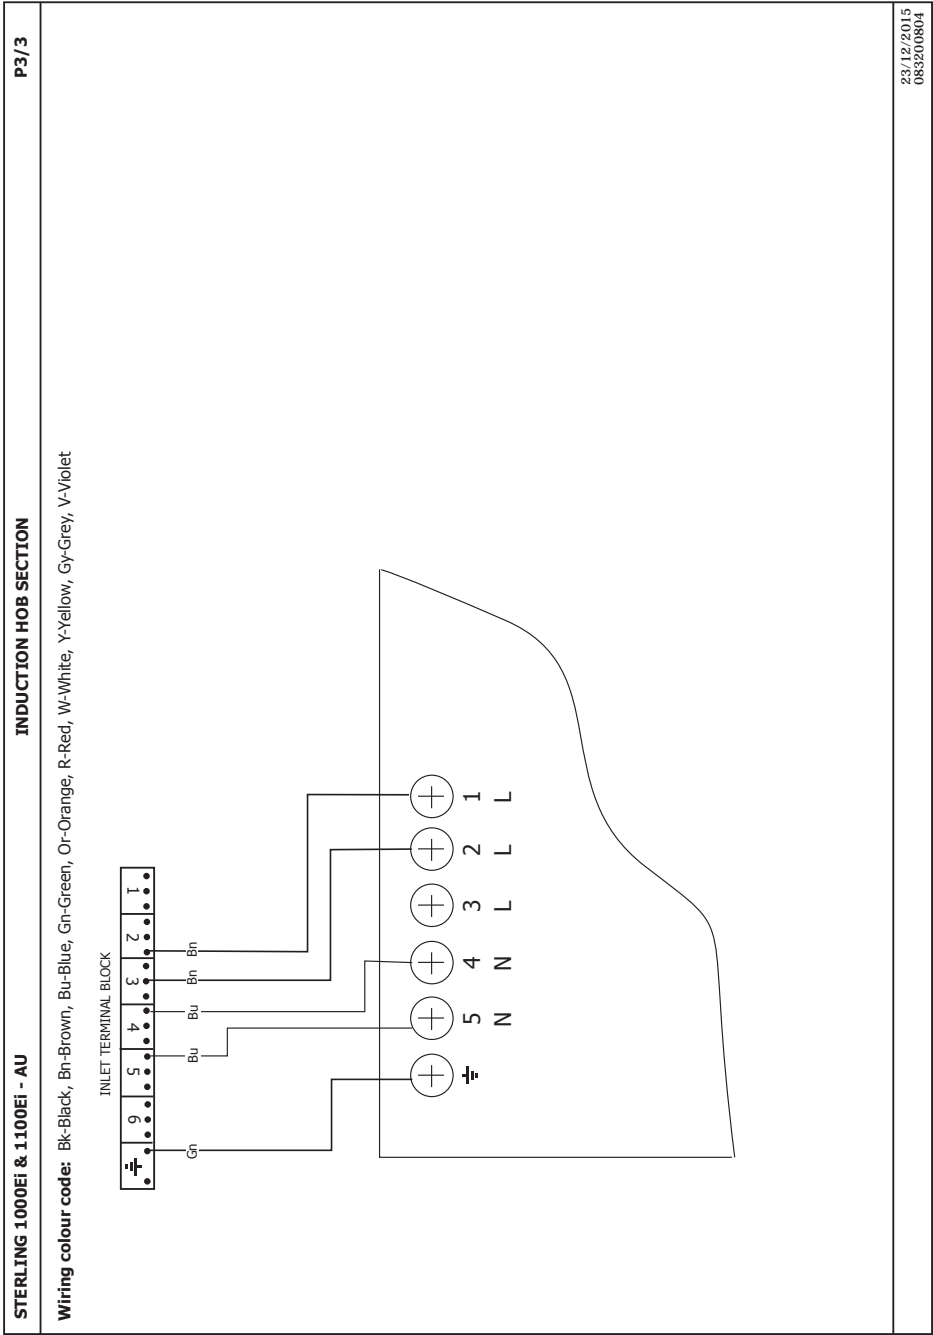 STERLING 1000Ei & 1100Ei - AU INDUCTION HOB SECTION P3/3
Wiring colour code: Bk-Black, Bn-Brown, Bu-Blue, Gn-Green, Or-Orange, R-Red, W-White, Y-Yellow, Gy-Grey, V-Violet
INLET TERMINAL BLOCK
6 5 4 3 2 1
Gn Bu Bu Bn Bn
5 4 3 2 1
N N L L L
23/12/2015
083200804